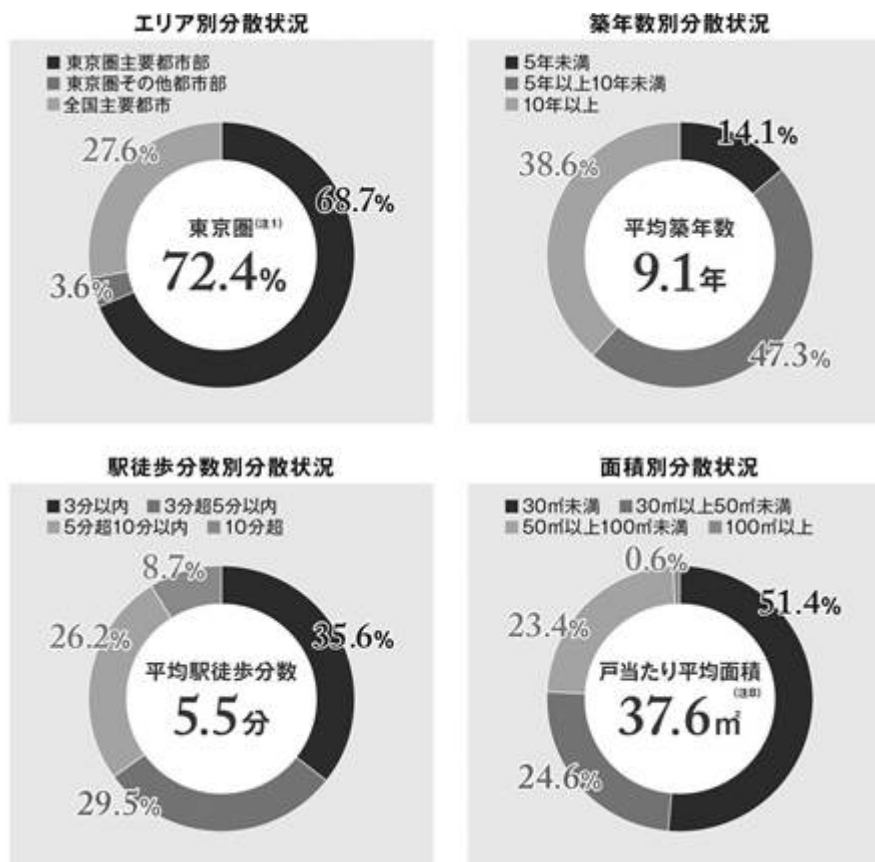 エリア別分散状況
■東京圏主要都市部
■東京圏その他都市部
■全国主要都市
27.6%
68.7%
東京圏(注1)
72.4%
3.6%
築年数別分散状況
■5年未満
■5年以上10年未満
■10年以上
14.1%
38.6%
平均築年数
9.1年
47.3%
駅徒歩分数別分散状況
■3分以内 ■3分超5分以内
■5分超10分以内 ■10分超
8.7%
35.6%
26.2%
平均駅徒歩分数
5.5分
29.5%
面積別分散状況
■30㎡未満 ■30㎡以上50㎡未満
■50㎡以上100㎡未満 ■100㎡以上
0.6%
51.4%
23.4%
戸当たり平均面積
(注8)
37.6㎡
24.6%